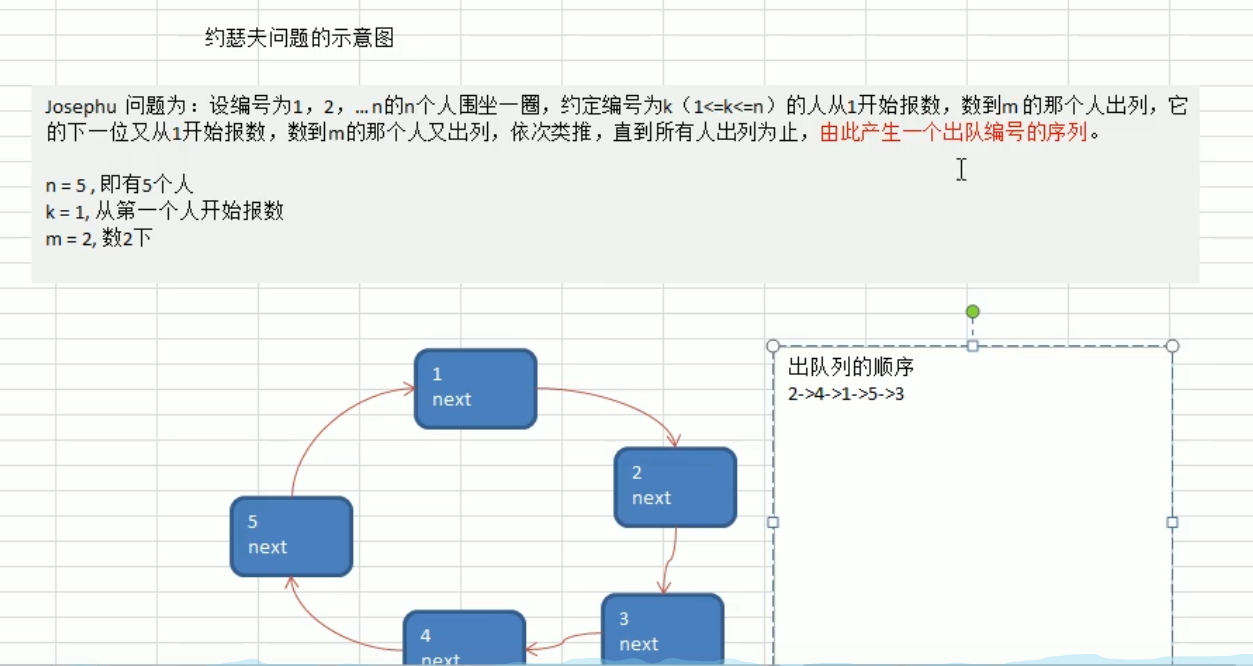 约瑟夫问题的示意图
Josephu 问题为：设编号为1，2，…n的n个人围坐一圈，约定编号为k（1<=k<=n）的人从1开始报数，数到m 的那个人出列，它
的下一位又从1开始报数，数到m的那个人又出列，依次类推，直到所有人出列为止，由此产生一个出队编号的序列。
n = 5 , 即有5个人
k = 1, 从第一个人开始报数
m = 2, 数2下
出队列的顺序
2->4->1->5->3
1
next
2
next
5
next
3
next
4
next